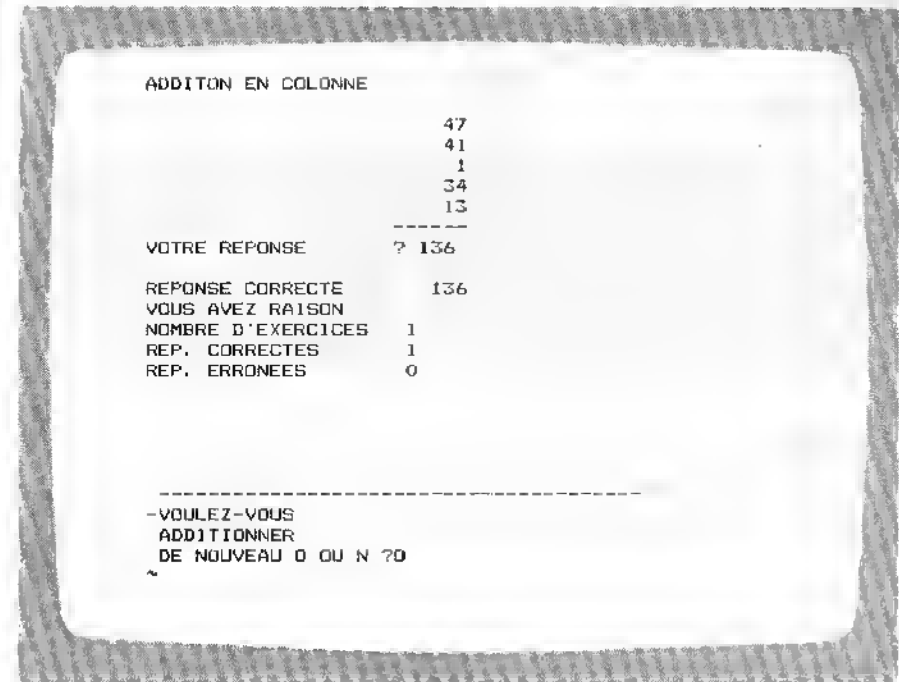 ADDITON EN COLONNE
47
41
1
34
13
------
VOTRE REPONSE ? 136
REPONSE CORRECTE 136
VOUS AVEZ RAISON
NOMBRE D'EXERCICES 1
REP. CORRECTES 1
REP. ERRONEES 0
---------------------------------------
-VOULEZ-VOUS
ADDITIONNER
DE NOUVEAU O OU N ?O
~